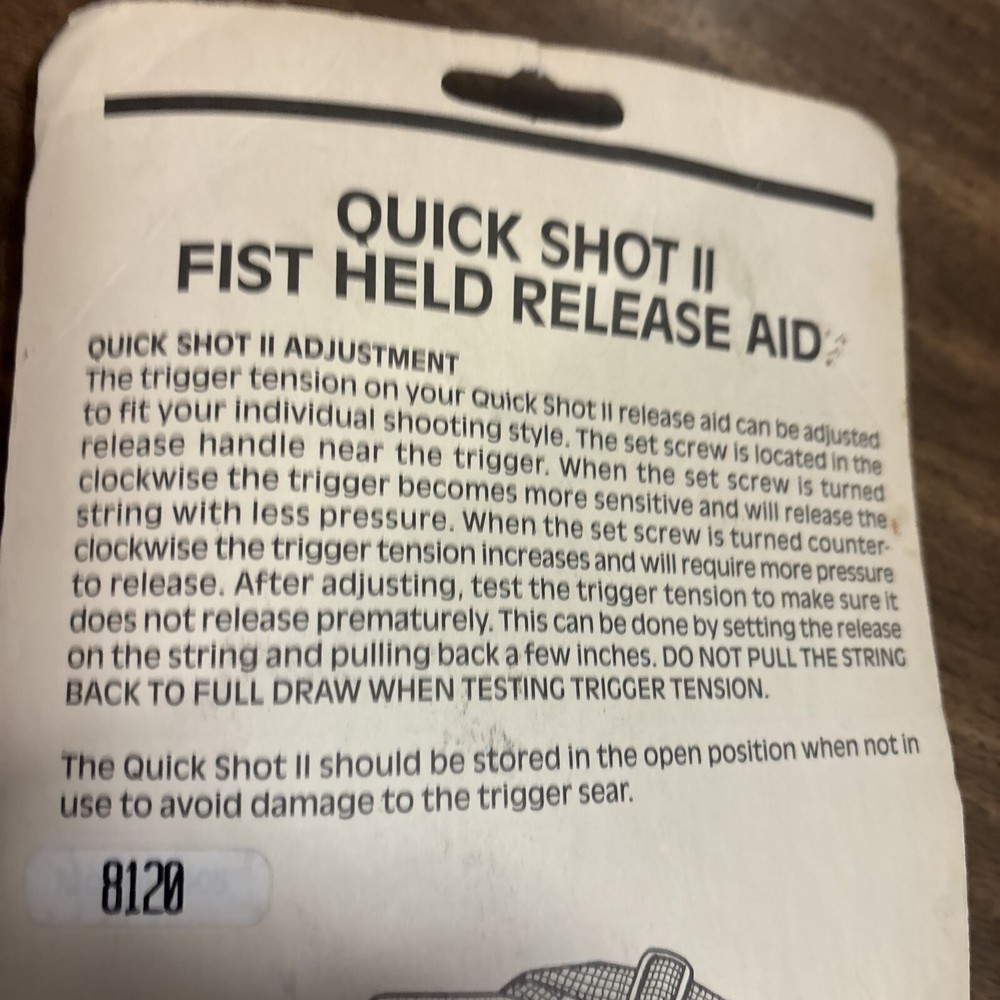 QUICK SHOT II
FIST HELD RELEASE AID
QUICK SHOT II ADJUSTMENT
The trigger tension on your Quick Shot II release aid can be adjusted
to fit your individual shooting style. The set screw is located in the
release handle near the trigger. When the set screw is turned
clockwise the trigger becomes more sensitive and will release the
string with less pressure. When the set screw is turned counter-
clockwise the trigger tension increases and will require more pressure
to release. After adjusting, test the trigger tension to make sure it
does not release prematurely. This can be done by setting the release
on the string and pulling back a few inches. DO NOT PULL THE STRING
BACK TO FULL DRAW WHEN TESTING TRIGGER TENSION.
The Quick Shot II should be stored in the open position when not in
use to avoid damage to the trigger sear.
8120